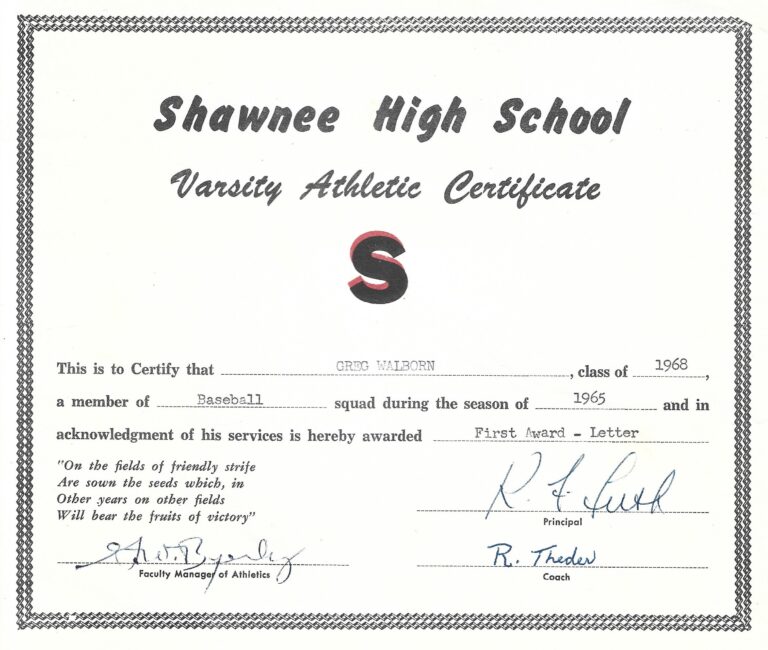 Shawnee High School
Varsity Athletic Certificate
S
This is to Certify that GREG WALBORN, class of 1968,
a member of Baseball squad during the season of 1965 and in
acknowledgment of his services is hereby awarded First Award - Letter
"On the fields of friendly strife
Are sown the seeds which, in
Other years on other fields
Will bear the fruits of victory"
R. F.
Principal
Faculty Manager of Athletics
R. Theder
Coach